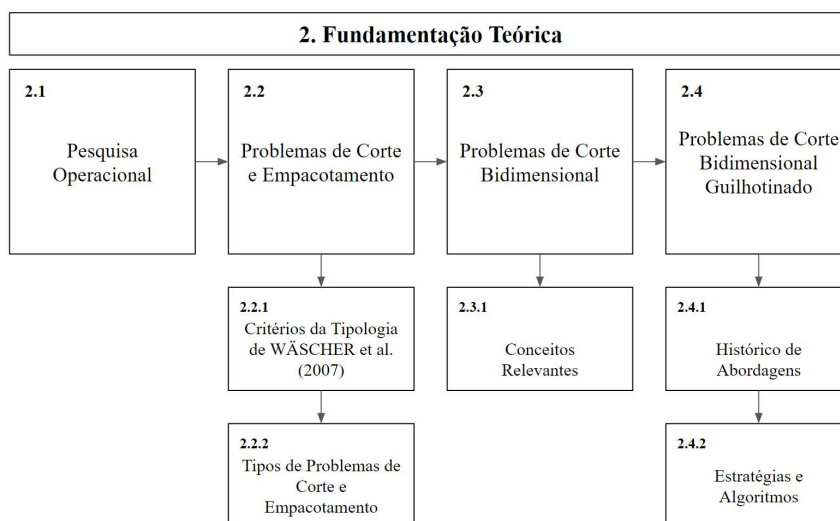 2. Fundamentação Teórica
2.1
Pesquisa
Operacional
2.2
Problemas de Corte
e Empacotamento
2.3
Problemas de Corte
Bidimensional
2.4
Problemas de Corte
Bidimensional
Guilhotinado
2.2.1
Critérios da Tipologia
de WÄSCHER et al.
(2007)
2.3.1
Conceitos
Relevantes
2.4.1
Histórico de
Abordagens
2.2.2
Tipos de Problemas de
Corte e
Empacotamento
2.4.2
Estratégias e
Algoritmos